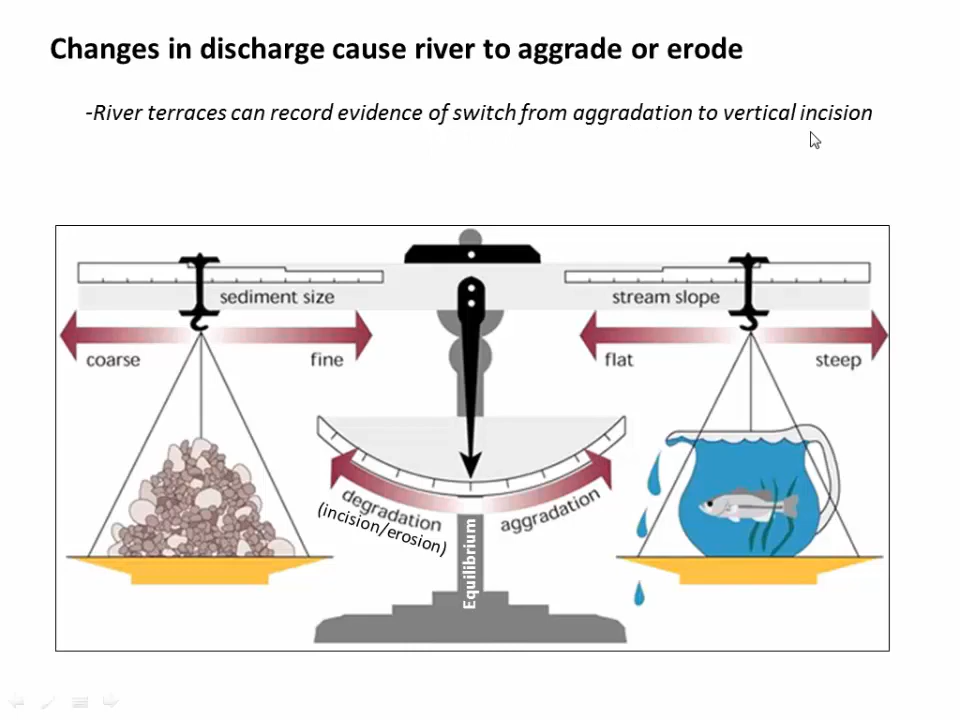 Changes in discharge cause river to aggrade or erode
-River terraces can record evidence of switch from aggradation to vertical incision
sediment size
stream slope
coarse
fine
flat
steep
degradation
(incision/erosion)
aggradation
Equilibrium